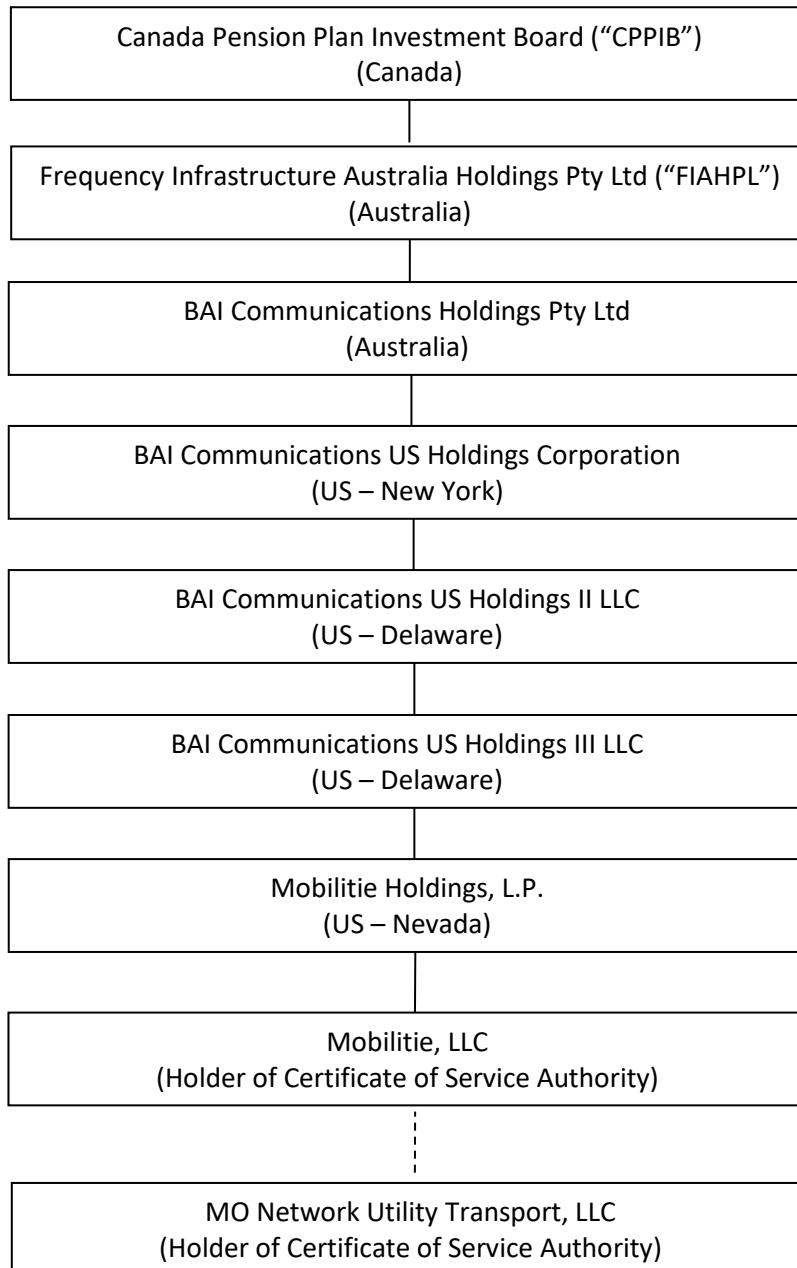 Canada Pension Plan Investment Board (“CPPIB”)
(Canada)
Frequency Infrastructure Australia Holdings Pty Ltd (“FIAHPL”)
(Australia)
BAI Communications Holdings Pty Ltd
(Australia)
BAI Communications US Holdings Corporation
(US – New York)
BAI Communications US Holdings II LLC
(US – Delaware)
BAI Communications US Holdings III LLC
(US – Delaware)
Mobilitie Holdings, L.P.
(US – Nevada)
Mobilitie, LLC
(Holder of Certificate of Service Authority)
MO Network Utility Transport, LLC
(Holder of Certificate of Service Authority)